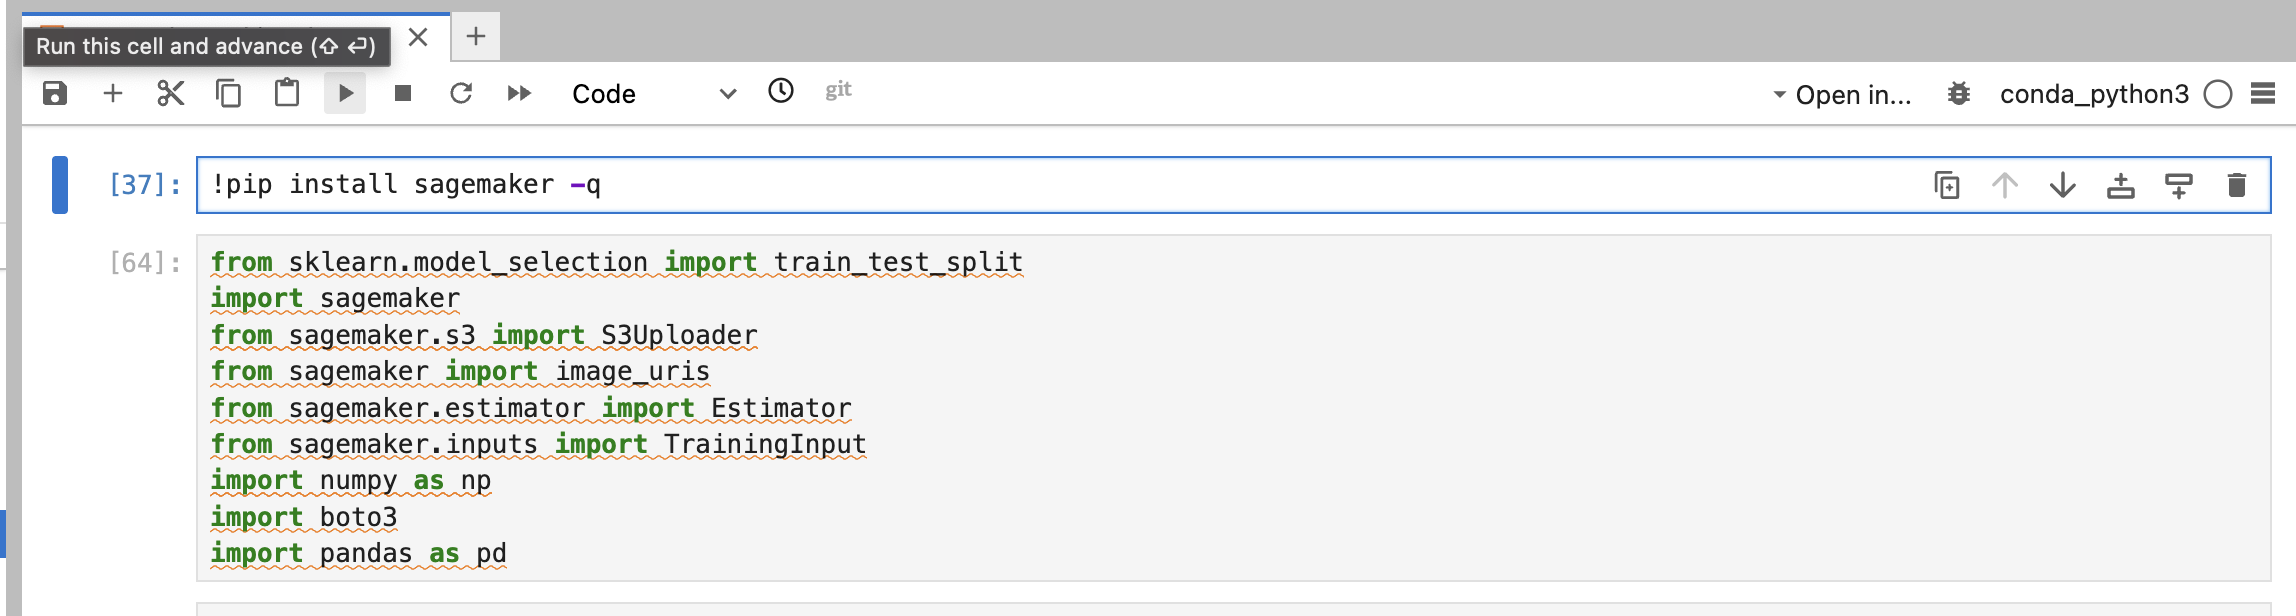 Run this cell and advance (⇧ ⏎)
Code
git
Open in...
conda_python3
[37]:
!pip install sagemaker -q
[64]:
from sklearn.model_selection import train_test_split
import sagemaker
from sagemaker.s3 import S3Uploader
from sagemaker import image_uris
from sagemaker.estimator import Estimator
from sagemaker.inputs import TrainingInput
import numpy as np
import boto3
import pandas as pd